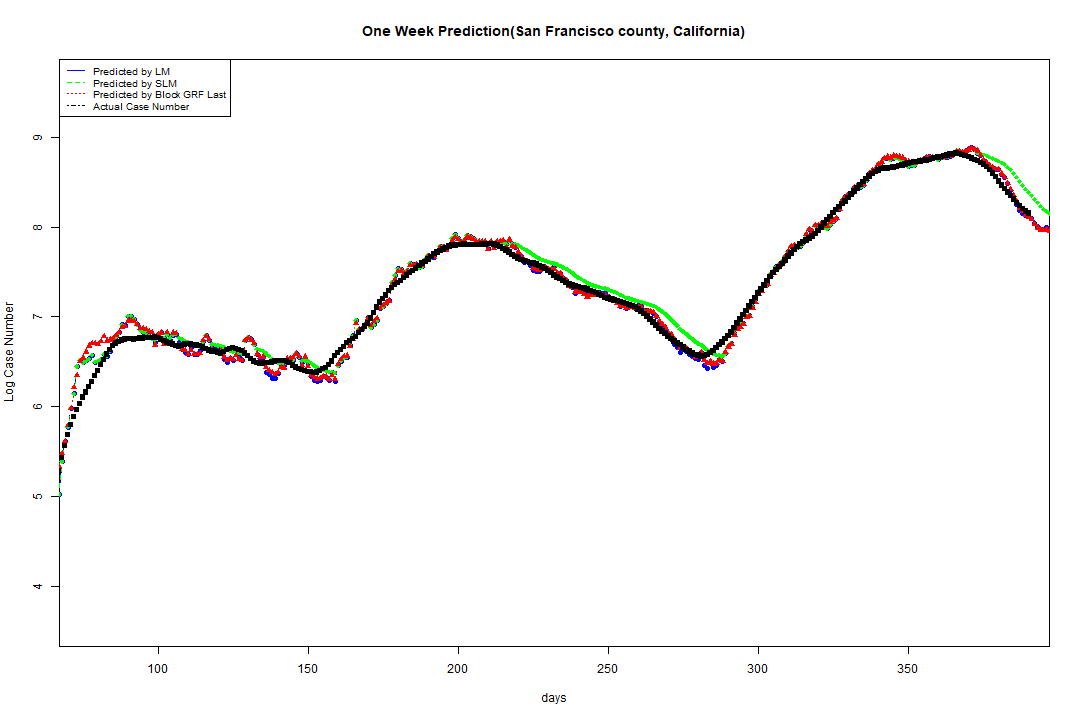 One Week Prediction(San Francisco county, California)
Predicted by LM
Predicted by SLM
Predicted by Block GRF Last
Actual Case Number
9
8
7
6
5
4
Log Case Number
100 150 200 250 300 350
days